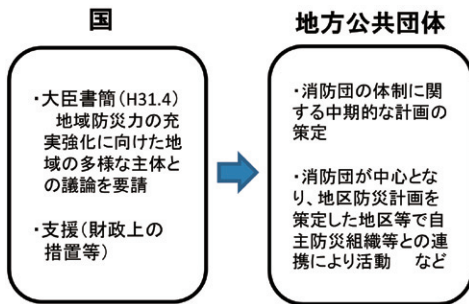 国
・大臣書簡（H31.4）
地域防災力の充
実強化に向けた地
域の多様な主体と
の議論を要請
・支援（財政上の
措置等）
地方公共団体
・消防団の体制に関
する中期的な計画の
策定
・消防団が中心とな
り、地区防災計画を
策定した地区等で自
主防災組織等との連
携により活動　など